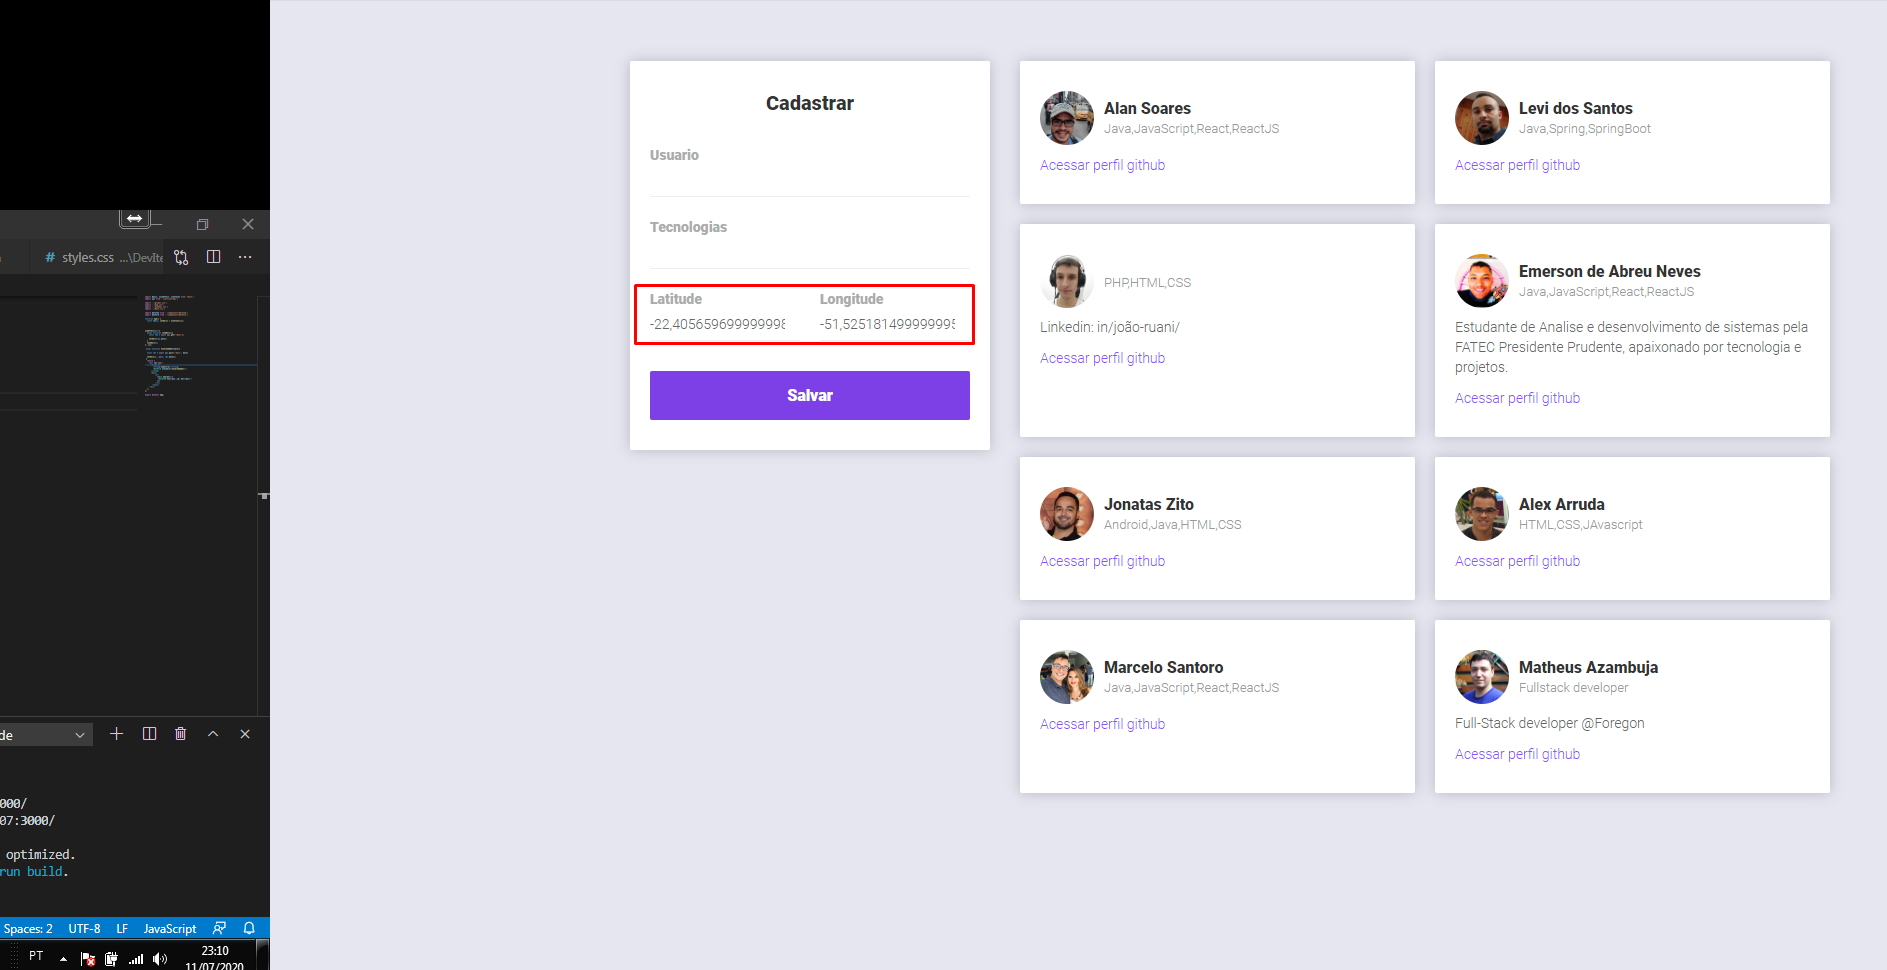 # styles.css ...\DevIte
de
000/
07:3000/
optimized.
run build.
Spaces: 2 UTF-8 LF JavaScript
PT 23:10
11/07/2020
Cadastrar
Usuario
Tecnologias
Latitude Longitude
-22,405659699999998 -51,525181499999995
Salvar
Alan Soares
Java,JavaScript,React,ReactJS
Acessar perfil github
Levi dos Santos
Java,Spring,SpringBoot
Acessar perfil github
PHP,HTML,CSS
Linkedin: in/joão-ruani/
Acessar perfil github
Emerson de Abreu Neves
Java,JavaScript,React,ReactJS
Estudante de Analise e desenvolvimento de sistemas pela
FATEC Presidente Prudente, apaixonado por tecnologia e
projetos.
Acessar perfil github
Jonatas Zito
Android,Java,HTML,CSS
Acessar perfil github
Alex Arruda
HTML,CSS,JAvascript
Acessar perfil github
Marcelo Santoro
Java,JavaScript,React,ReactJS
Acessar perfil github
Matheus Azambuja
Fullstack developer
Full-Stack developer @Foregon
Acessar perfil github